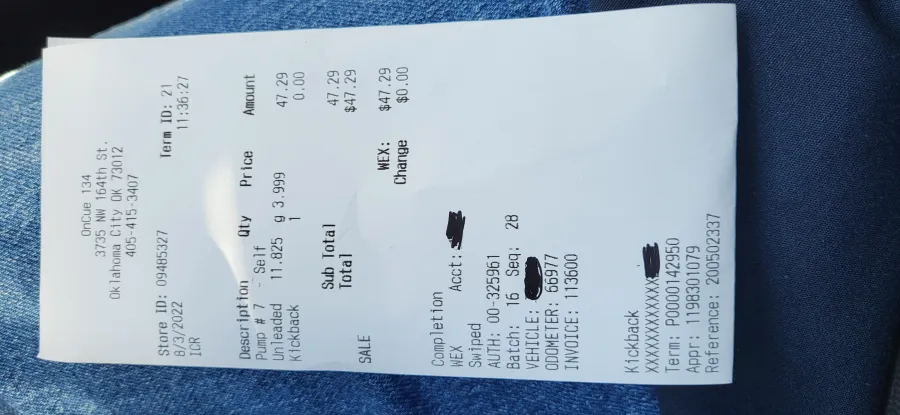 OnCue 134
3735 NW 164th St.
Oklahoma City OK 73012
405-415-3407
Store ID: 09485327 Term ID: 21
8/3/2022 11:36:27
ICR
Description Qty Price Amount
Pump # 7 - Self
Unleaded 11.825 g 3.999 47.29
Kickback 1 0.00
Sub Total 47.29
Total $47.29
SALE
WEX: $47.29
Change $0.00
Completion
WEX Acct:
Swiped
AUTH: 00-325961
Batch: 16 Seq: 28
VEHICLE:
ODOMETER: 66977
INVOICE: 113600
Kickback
XXXXXXXXXXXX
Term: P0000142950
Appr: 1198301079
Reference: 200502337